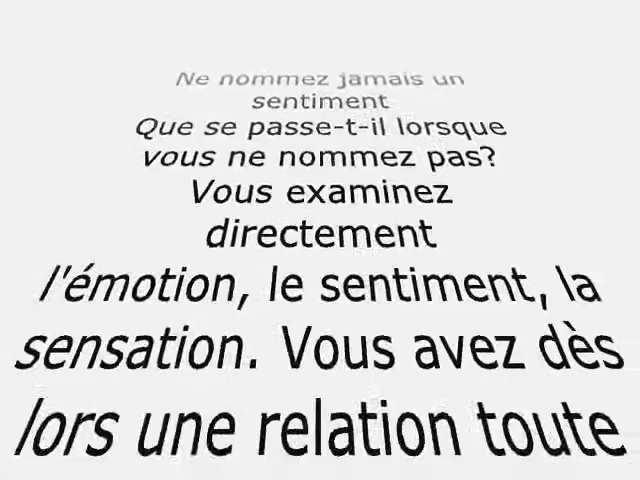 Ne nommez jamais un
sentiment
Que se passe-t-il lorsque
vous ne nommez pas?
Vous examinez
directement
l'émotion, le sentiment, la
sensation. Vous avez dès
lors une relation toute